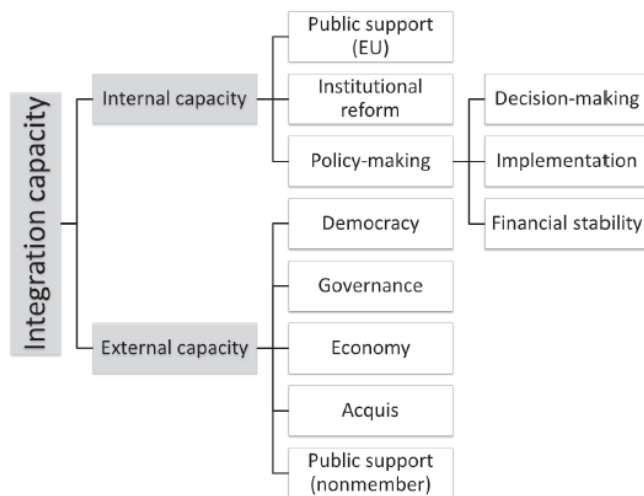 Integration capacity
Internal capacity
Public support
(EU)
Institutional
reform
Policy-making
Decision-making
Implementation
Financial stability
External capacity
Democracy
Governance
Economy
Acquis
Public support
(nonmember)